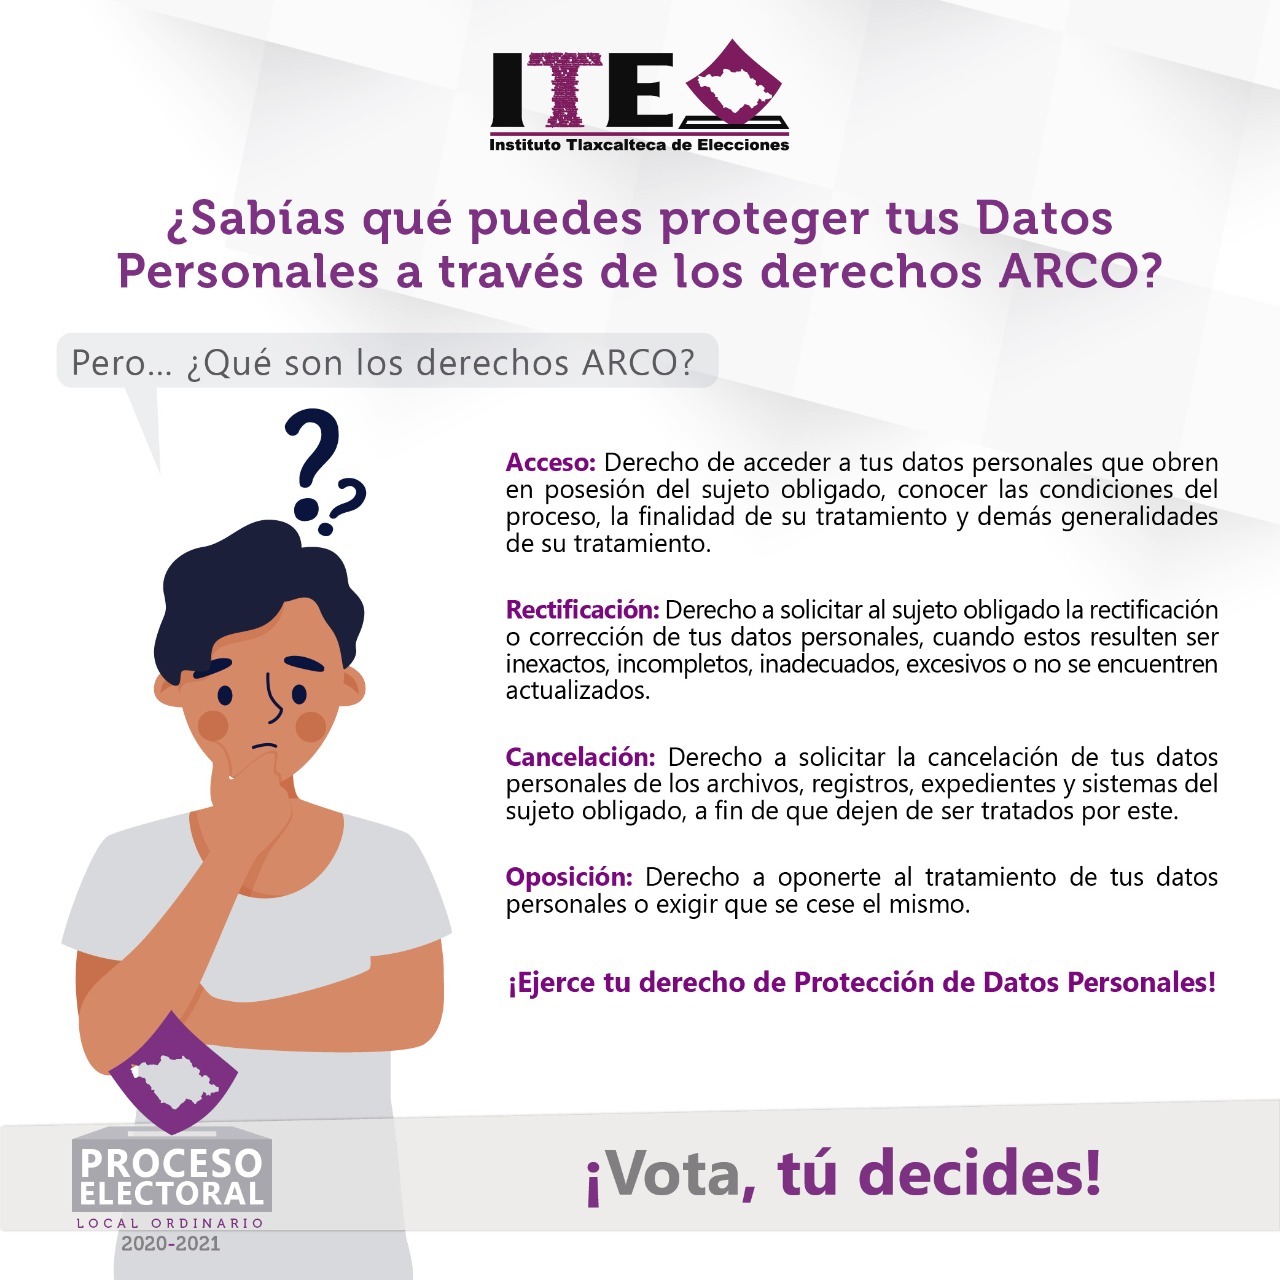 ITE
Instituto Tlaxcalteca de Elecciones
¿Sabías qué puedes proteger tus Datos
Personales a través de los derechos ARCO?
Pero... ¿Qué son los derechos ARCO?
Acceso: Derecho de acceder a tus datos personales que obren
en posesión del sujeto obligado, conocer las condiciones del
proceso, la finalidad de su tratamiento y demás generalidades
de su tratamiento.
Rectificación: Derecho a solicitar al sujeto obligado la rectificación
o corrección de tus datos personales, cuando estos resulten ser
inexactos, incompletos, inadecuados, excesivos o no se encuentren
actualizados.
Cancelación: Derecho a solicitar la cancelación de tus datos
personales de los archivos, registros, expedientes y sistemas del
sujeto obligado, a fin de que dejen de ser tratados por este.
Oposición: Derecho a oponerte al tratamiento de tus datos
personales o exigir que se cese el mismo.
¡Ejerce tu derecho de Protección de Datos Personales!
PROCESO
ELECTORAL
LOCAL ORDINARIO
2020-2021
¡Vota, tú decides!